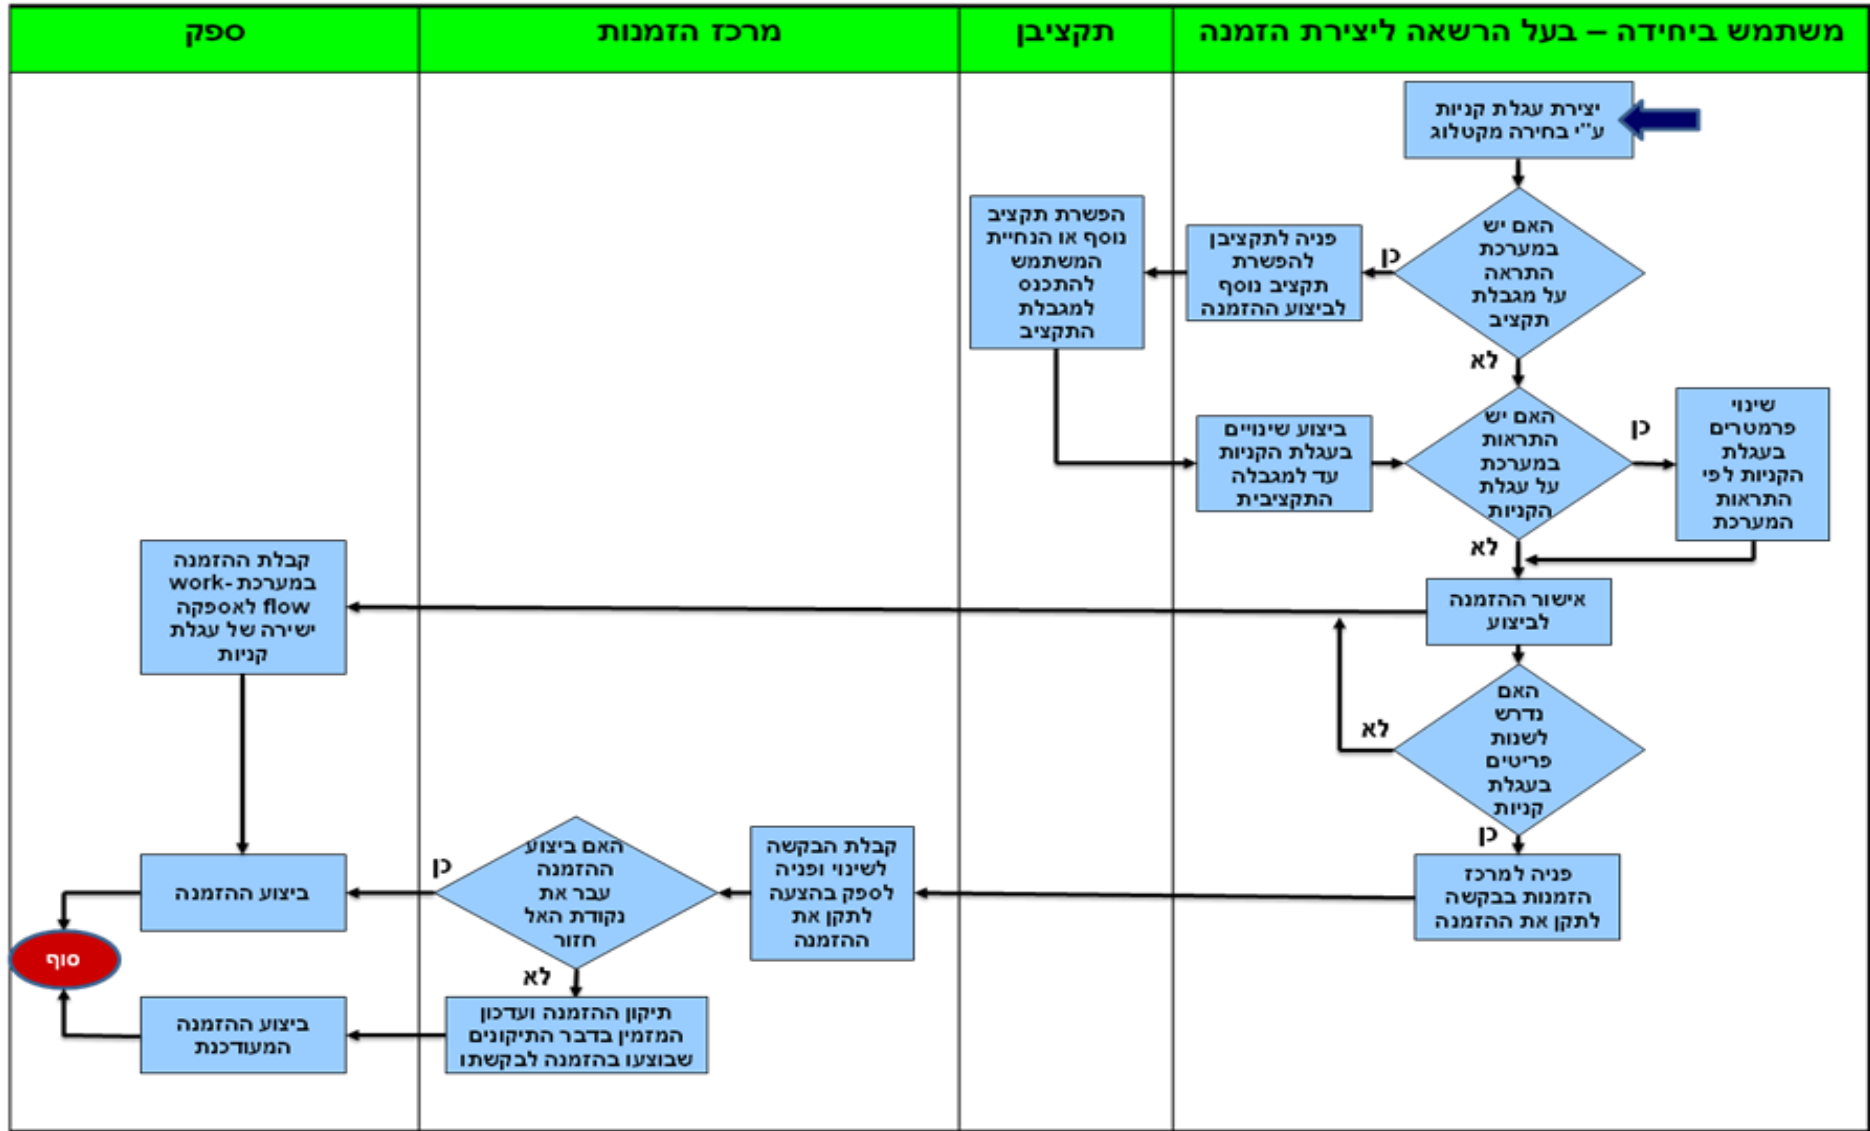 משתמש ביחידה – בעל הרשאה ליצירת הזמנה
תקציבן
מרכז הזמנות
ספק
יצירת עגלת קניות
ע"י בחירה מקטלוג
האם יש
במערכת
התראה
על מגבלת
תקציב
כן
פניה לתקציבן
להפשרת
תקציב נוסף
לביצוע ההזמנה
הפשרת תקציב
נוסף או הנחיית
המשתמש
להתכנס
למגבלת
התקציב
לא
האם יש
התראות
במערכת
על עגלת
הקניות
כן
שינוי
פרמטרים
בעגלת
הקניות לפי
התראות
המערכת
ביצוע שינויים
בעגלת הקניות
עד למגבלה
התקציבית
לא
אישור ההזמנה
לביצוע
קבלת ההזמנה
במערכת work-
flow לאספקה
ישירה של עגלת
קניות
האם
נדרש
לשנות
פריטים
בעגלת
קניות
לא
כן
פניה למרכז
הזמנות בבקשה
לתקן את ההזמנה
קבלת הבקשה
לשינוי ופניה
לספק בהצעה
לתקן את
ההזמנה
האם ביצוע
ההזמנה
עבר את
נקודת האל
חזור
כן
ביצוע ההזמנה
סוף
לא
תיקון ההזמנה ועדכון
המזמין בדבר התיקונים
שבוצעו בהזמנה לבקשתו
ביצוע ההזמנה
המעודכנת